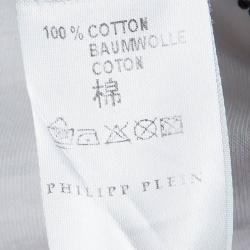 100% COTTON
BAUMWOLLE
COTON
棉
PHILIPP PLEIN